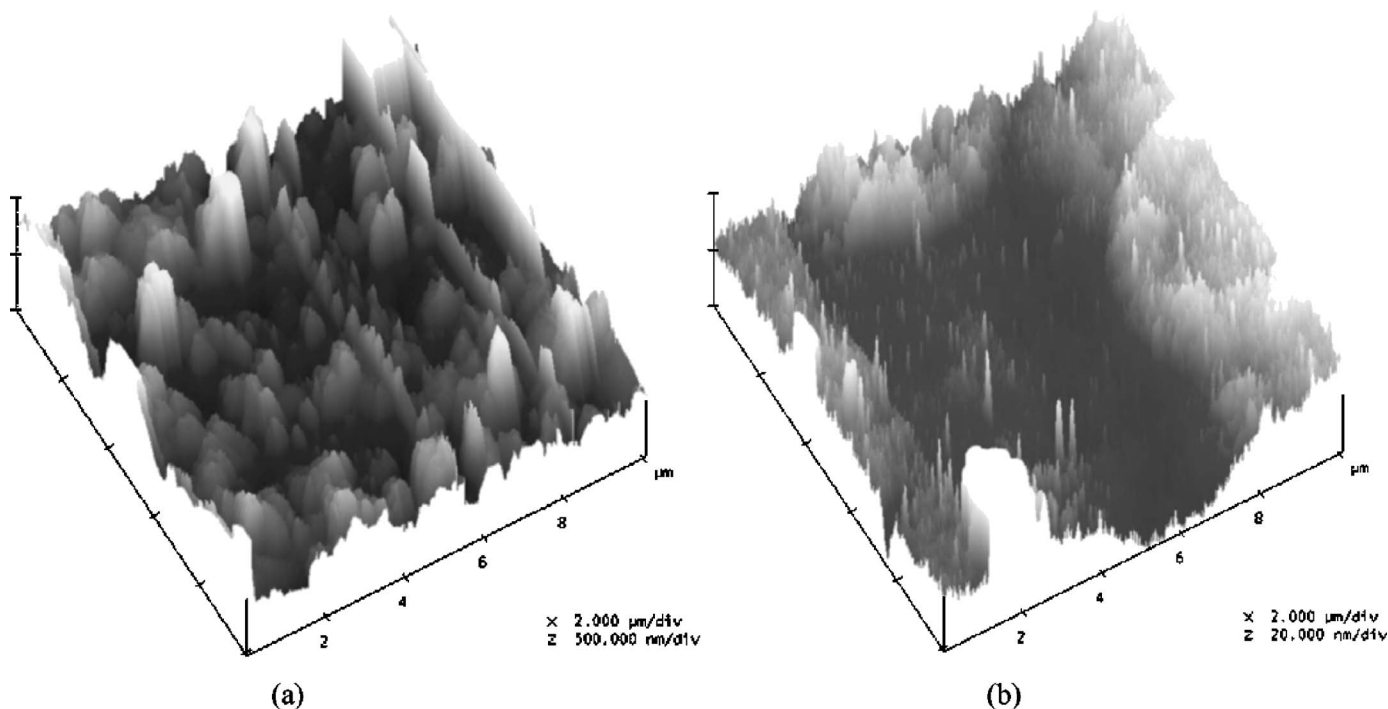 μm
8
6
4
2
X 2.000 μm/div
Z 500.000 nm/div
(a)
μm
8
6
4
2
X 2.000 μm/div
Z 20.000 nm/div
(b)